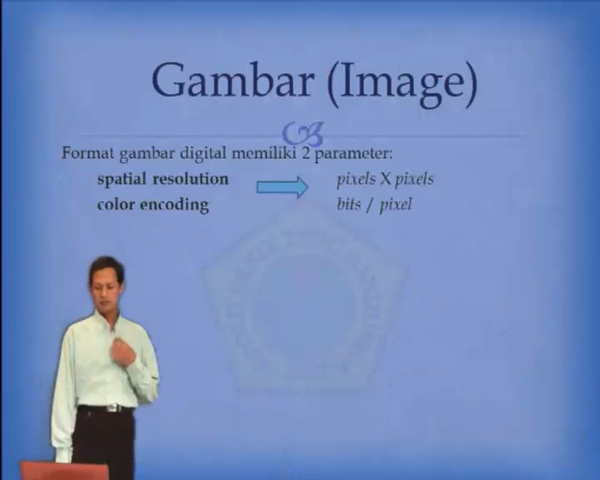 Gambar (Image)
Format gambar digital memiliki 2 parameter:
spatial resolution pixels X pixels
color encoding bits / pixel